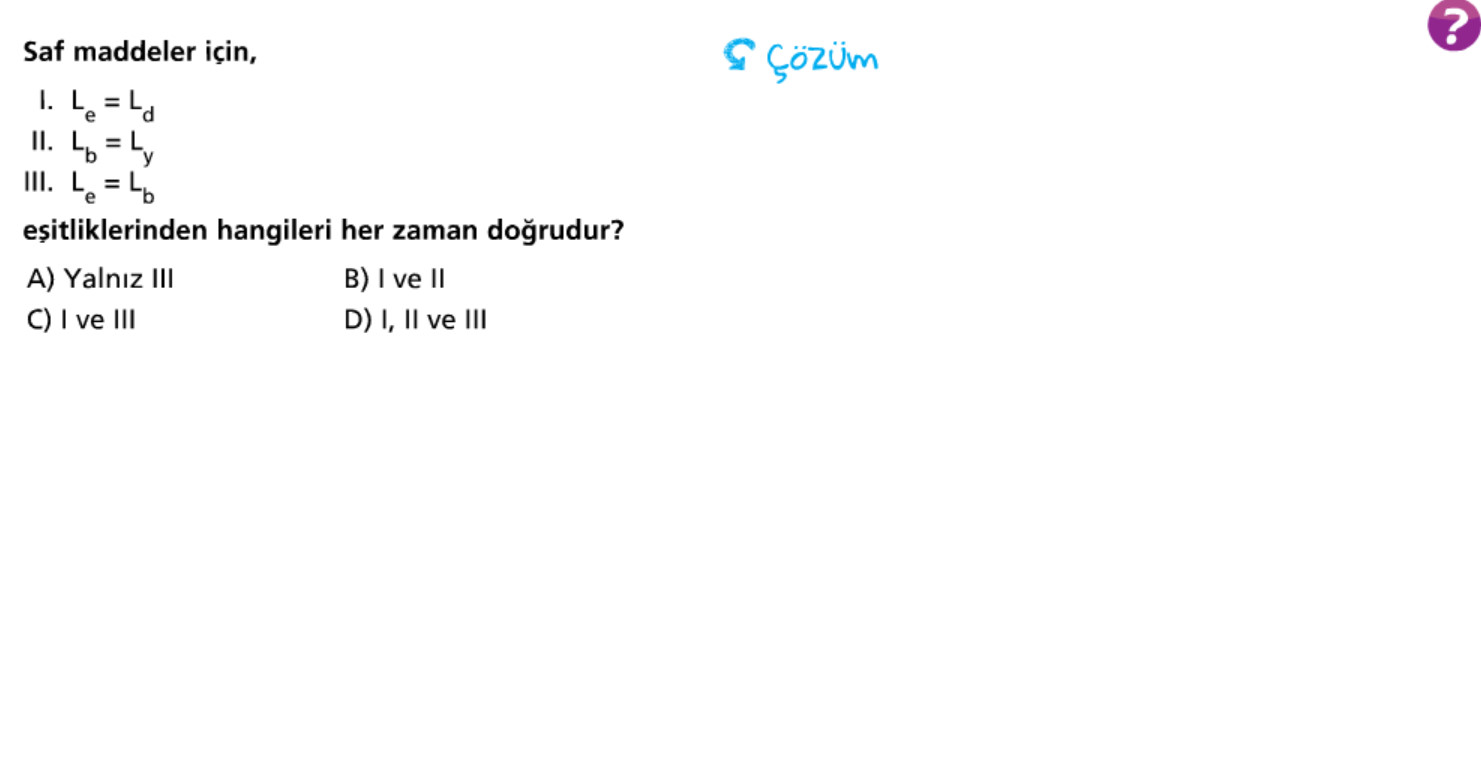 Saf maddeler için,
Çözüm
I. Le = Ld
II. Lb = Ly
III. Le = Lb
eşitliklerinden hangileri her zaman doğrudur?
A) Yalnız III B) I ve II
C) I ve III D) I, II ve III
?